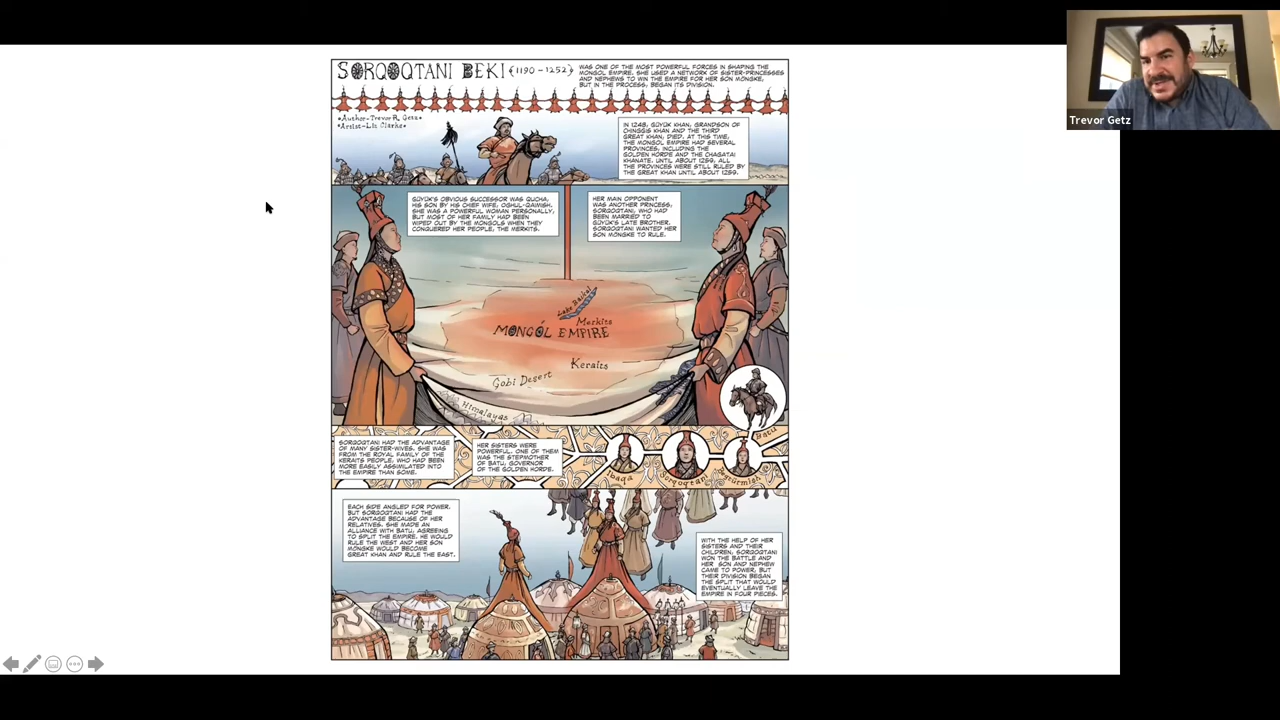 SORQOQTANI BEKI (1190 – 1252)
WAS ONE OF THE MOST POWERFUL FORCES IN SHAPING THE
MONGOL EMPIRE. SHE USED A NETWORK OF SISTER-PRINCESSES
AND NEPHEWS TO WIN THE EMPIRE FOR HER SON MÖNGKE,
BUT IN THE PROCESS, BEGAN ITS DIVISION.
•Author–Trevor R. Getz•
•Artist–Liz Clarke•
IN 1248, GÜYÜK KHAN, GRANDSON OF
CHINGGIS KHAN AND THE THIRD
GREAT KHAN, DIED. AT THIS TIME,
THE MONGOL EMPIRE HAD SEVERAL
PROVINCES, INCLUDING THE
GOLDEN HORDE AND THE CHAGATAI
KHANATE. UNTIL ABOUT 1259, ALL
THE PROVINCES WERE STILL RULED BY
THE GREAT KHAN UNTIL ABOUT 1259.
GÜYÜK'S OBVIOUS SUCCESSOR WAS QUCHA,
HIS SON BY HIS CHIEF WIFE, OGHUL-QAIMISH.
SHE WAS A POWERFUL WOMAN PERSONALLY,
BUT MOST OF HER FAMILY HAD BEEN
WIPED OUT BY THE MONGOLS WHEN THEY
CONQUERED HER PEOPLE, THE MERKITS.
HER MAIN OPPONENT
WAS ANOTHER PRINCESS,
SORQOQTANI, WHO HAD
BEEN MARRIED TO
GÜYÜK'S LATE BROTHER.
SORQOQTANI WANTED HER
SON MÖNGKE TO RULE.
Lake Baikal
Merkits
MONGOL EMPIRE
Keraits
Gobi Desert
Himalayas
SORQOQTANI HAD THE ADVANTAGE
OF MANY SISTER-WIVES. SHE WAS
FROM THE ROYAL FAMILY OF THE
KERAITS PEOPLE, WHO HAD BEEN
MORE EASILY ASSIMILATED INTO
THE EMPIRE THAN SOME.
HER SISTERS WERE
POWERFUL. ONE OF THEM
WAS THE STEPMOTHER
OF BATU, GOVERNOR
OF THE GOLDEN HORDE.
Ibaqa
Sorqoqtani
Batu
EACH SIDE ANGLED FOR POWER,
BUT SORQOQTANI HAD THE
ADVANTAGE BECAUSE OF HER
RELATIVES. SHE MADE AN
ALLIANCE WITH BATU, AGREEING
TO SPLIT THE EMPIRE. HE WOULD
RULE THE WEST AND HER SON
MÖNGKE WOULD BECOME
GREAT KHAN AND RULE THE EAST.
WITH THE HELP OF HER
SISTERS AND THEIR
CHILDREN, SORQOQTANI
WON THE BATTLE AND
HER SON AND NEPHEW
CAME TO POWER, BUT
THEIR DIVISION BEGAN
THE SPLIT THAT WOULD
EVENTUALLY LEAVE THE
EMPIRE IN FOUR PIECES.
Trevor Getz